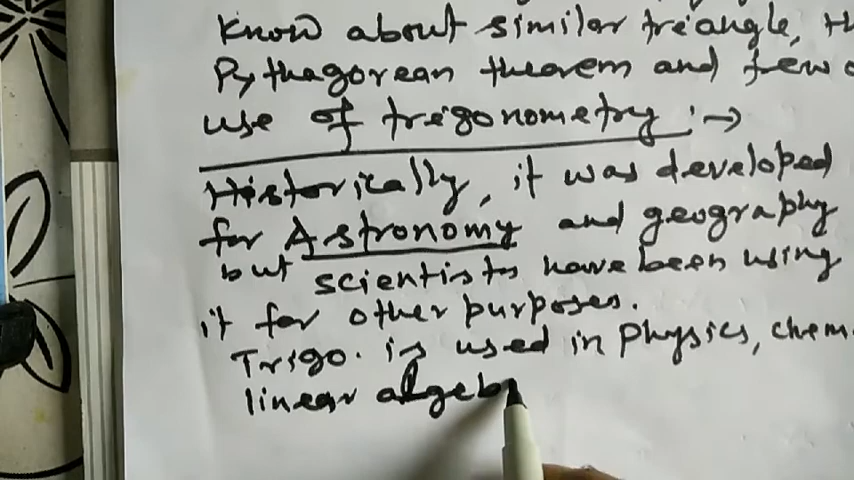 Know about similar triangle,
Pythagorean theorem and few
use of trigonometry :→
Historically, it was developed
for Astronomy and geography
but scientists have been using
it for other purposes.
Trigo. is used in physics, chem
linear algeb